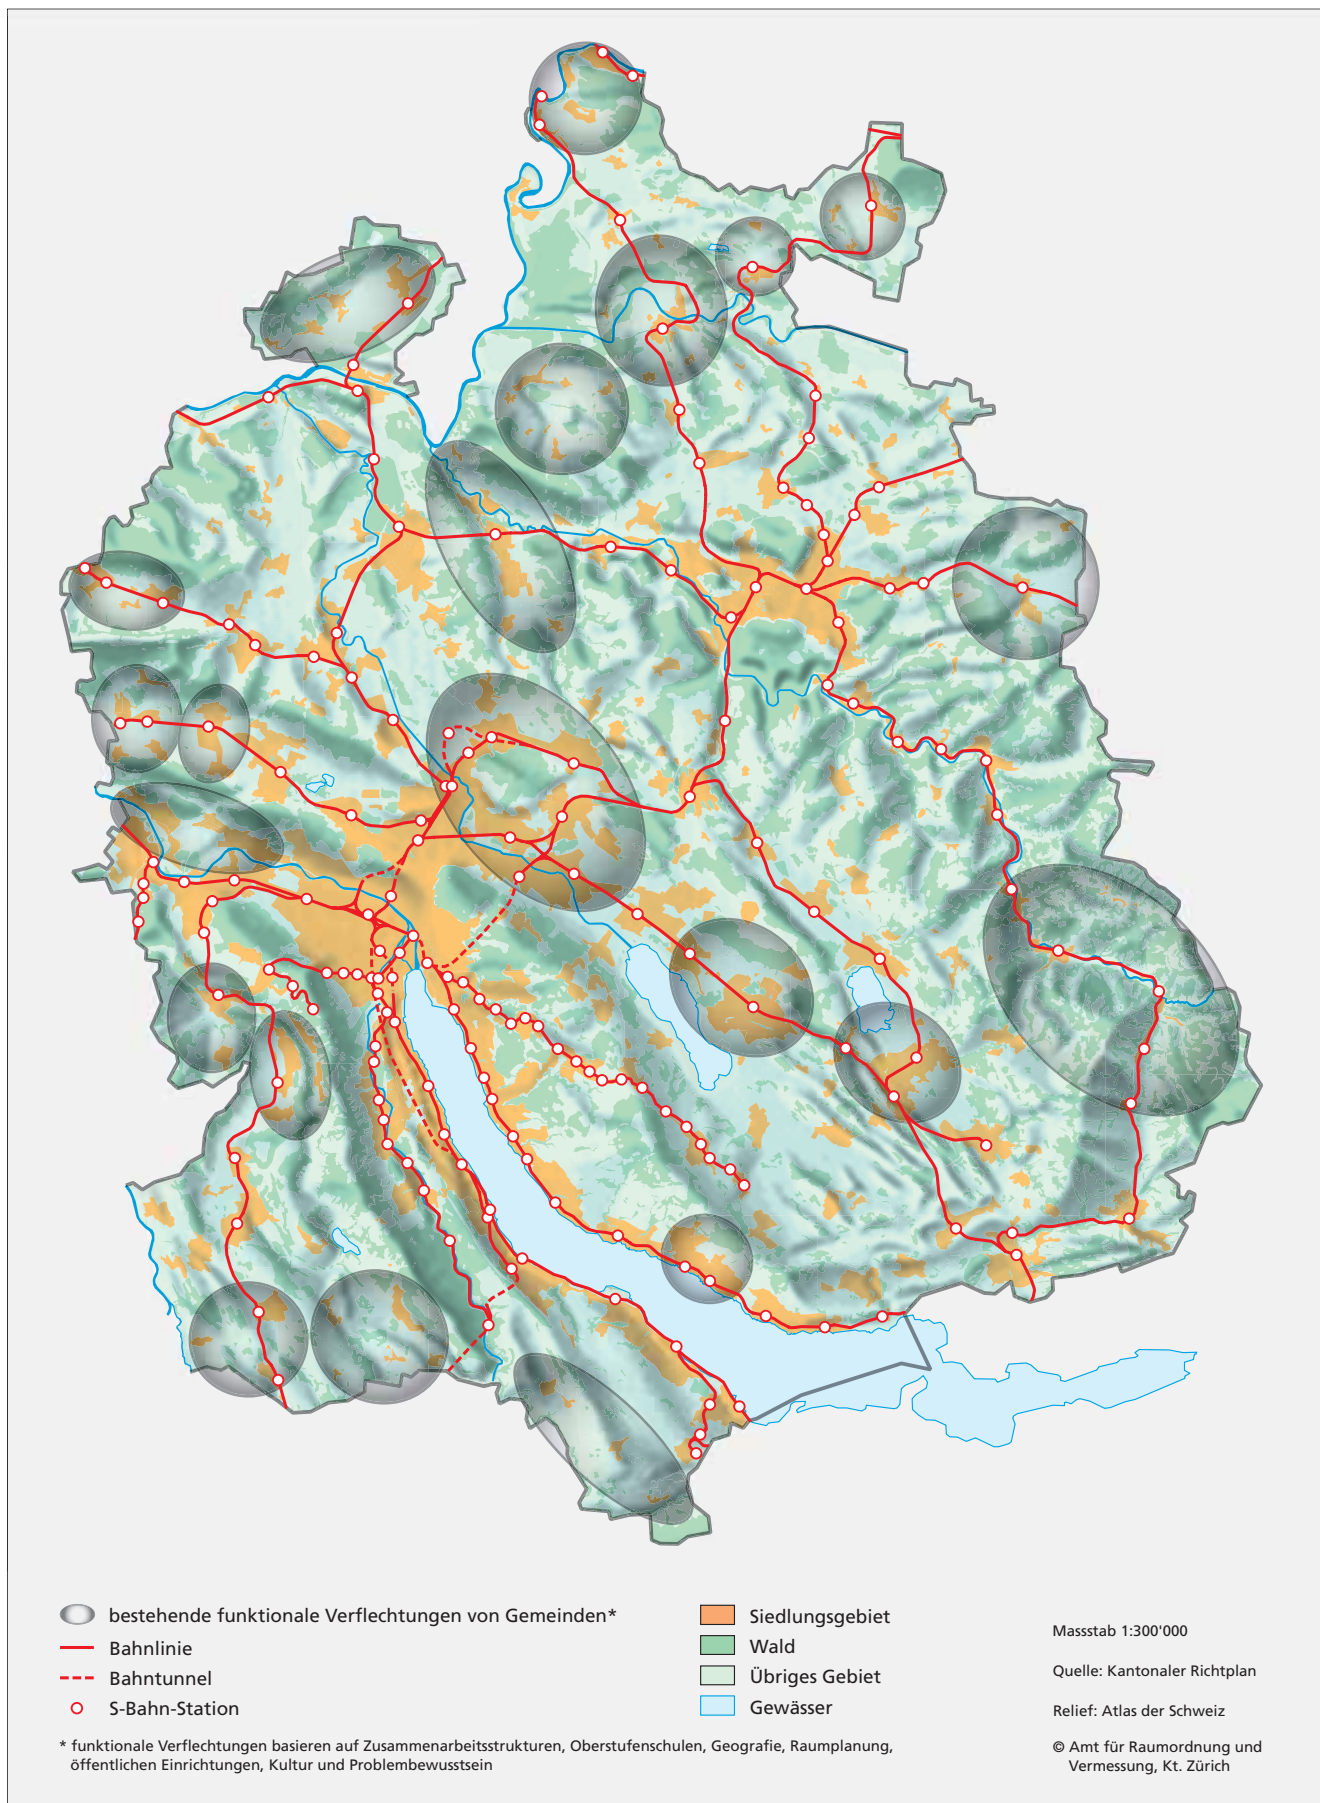 bestehende funktionale Verflechtungen von Gemeinden*
Bahnlinie
Bahntunnel
S-Bahn-Station
* funktionale Verflechtungen basieren auf Zusammenarbeitsstrukturen, Oberstufenschulen, Geografie, Raumplanung,
öffentlichen Einrichtungen, Kultur und Problembewusstsein
Siedlungsgebiet
Wald
Übriges Gebiet
Gewässer
Massstab 1:300'000
Quelle: Kantonaler Richtplan
Relief: Atlas der Schweiz
© Amt für Raumordnung und
Vermessung, Kt. Zürich